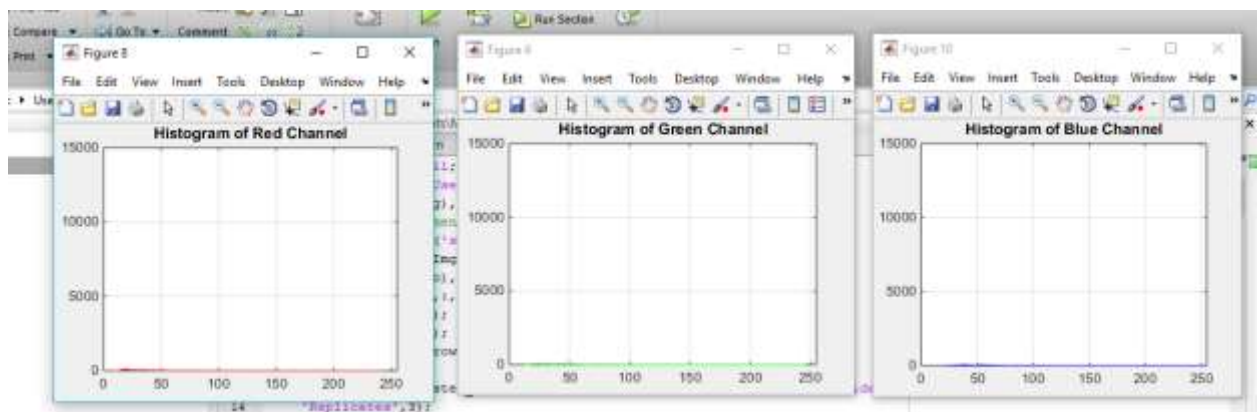 Run Section
Compare Go To Comment
Print
Figure 8
File Edit View Insert Tools Desktop Window Help
Histogram of Red Channel
15000
10000
5000
0
0 50 100 150 200 250
File Edit View Insert Tools Desktop Window Help
Histogram of Green Channel
15000
10000
5000
0
0 50 100 150 200 250
Figure 10
File Edit View Insert Tools Desktop Window Help
Histogram of Blue Channel
15000
10000
5000
0
0 50 100 150 200 250
14 'Replicates',3);